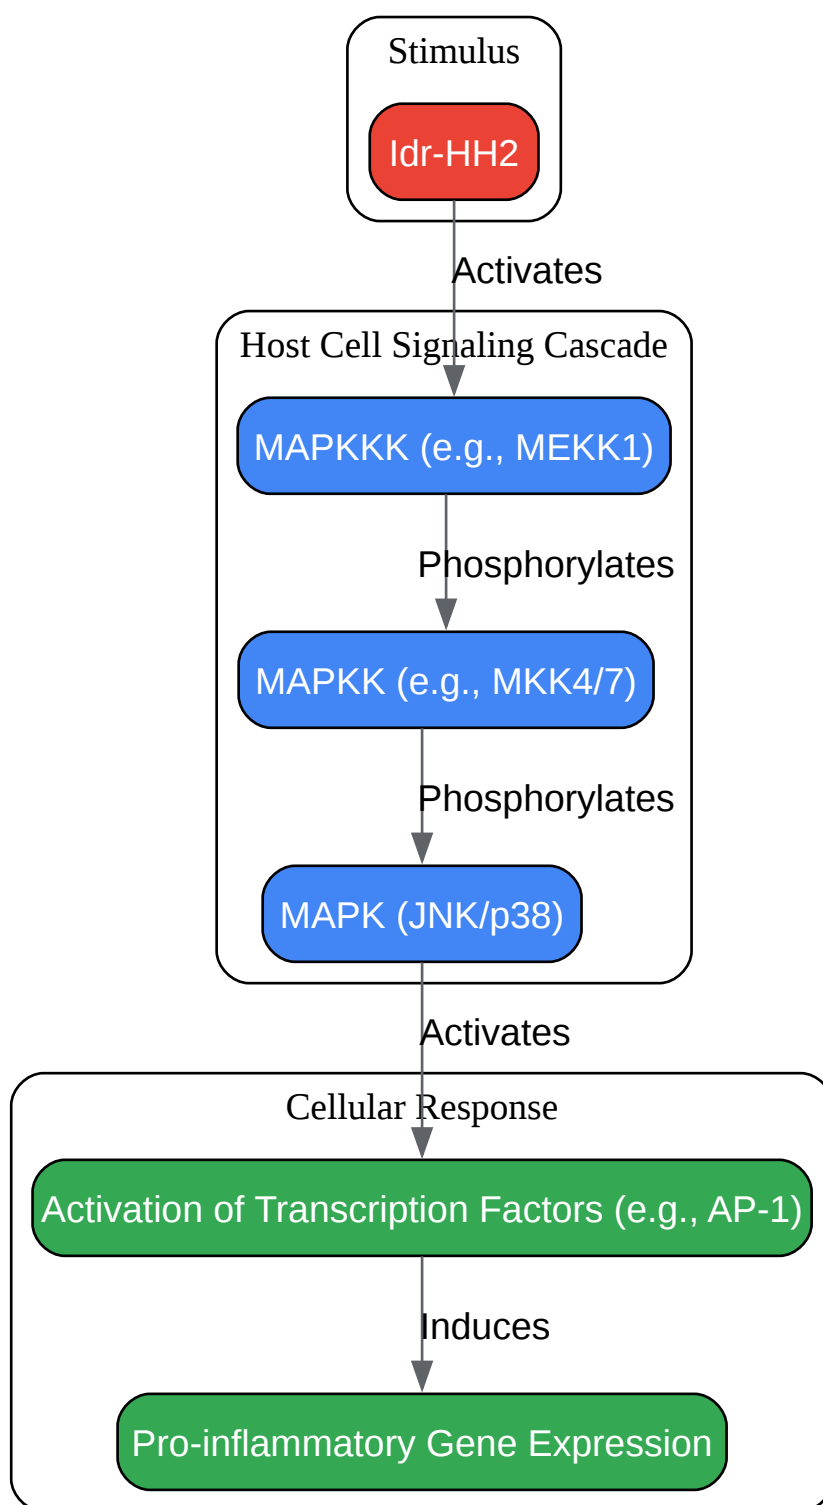 Stimulus
Idr-HH2
Activates
Host Cell Signaling Cascade
MAPKKK (e.g., MEKK1)
Phosphorylates
MAPKK (e.g., MKK4/7)
Phosphorylates
MAPK (JNK/p38)
Activates
Cellular Response
Activation of Transcription Factors (e.g., AP-1)
Induces
Pro-inflammatory Gene Expression